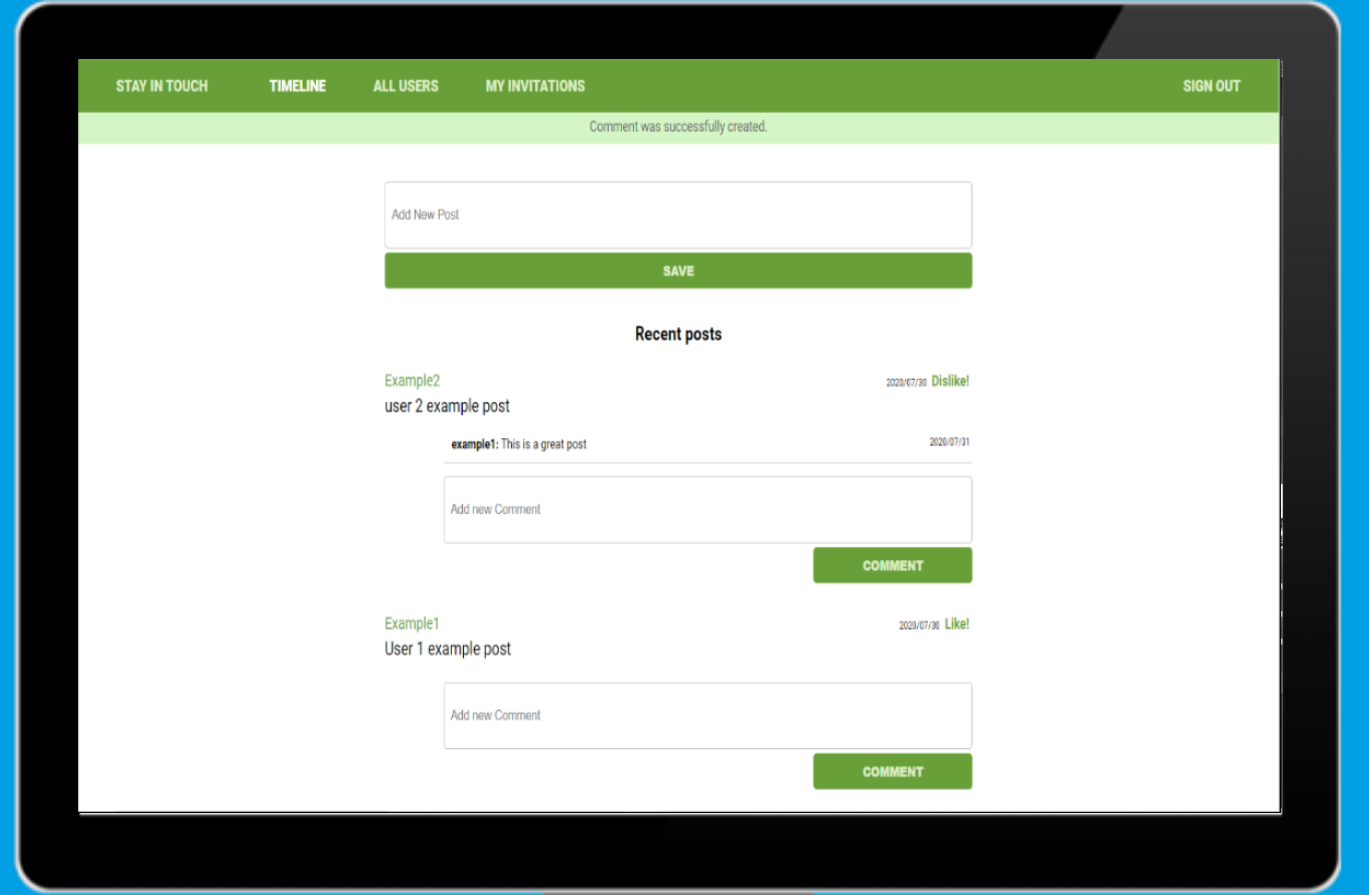 STAY IN TOUCH TIMELINE ALL USERS MY INVITATIONS SIGN OUT
Comment was successfully created.
Add New Post
SAVE
Recent posts
Example2 2020/07/30 Dislike!
user 2 example post
example1: This is a great post 2020/07/31
Add new Comment
COMMENT
Example1 2020/07/30 Like!
User 1 example post
Add new Comment
COMMENT